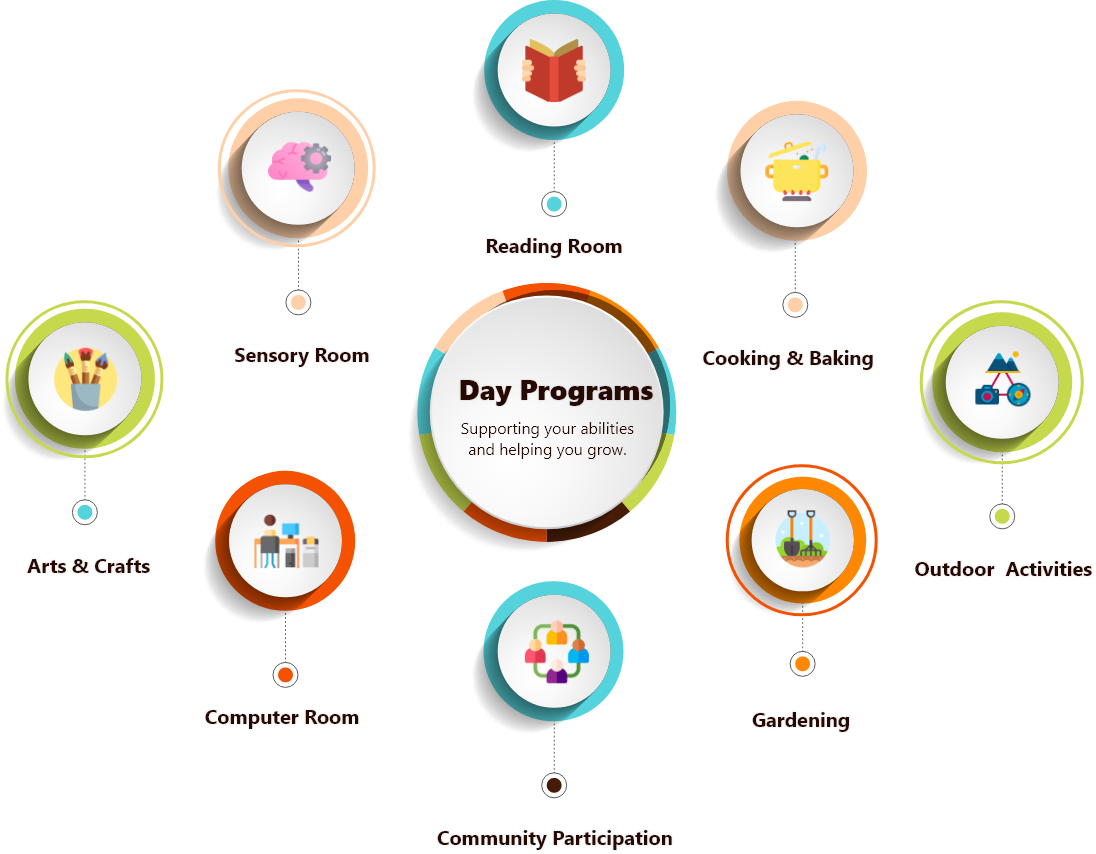 Reading Room
Sensory Room
Cooking & Baking
Day Programs
Supporting your abilities
and helping you grow.
Arts & Crafts
Outdoor Activities
Computer Room
Gardening
Community Participation